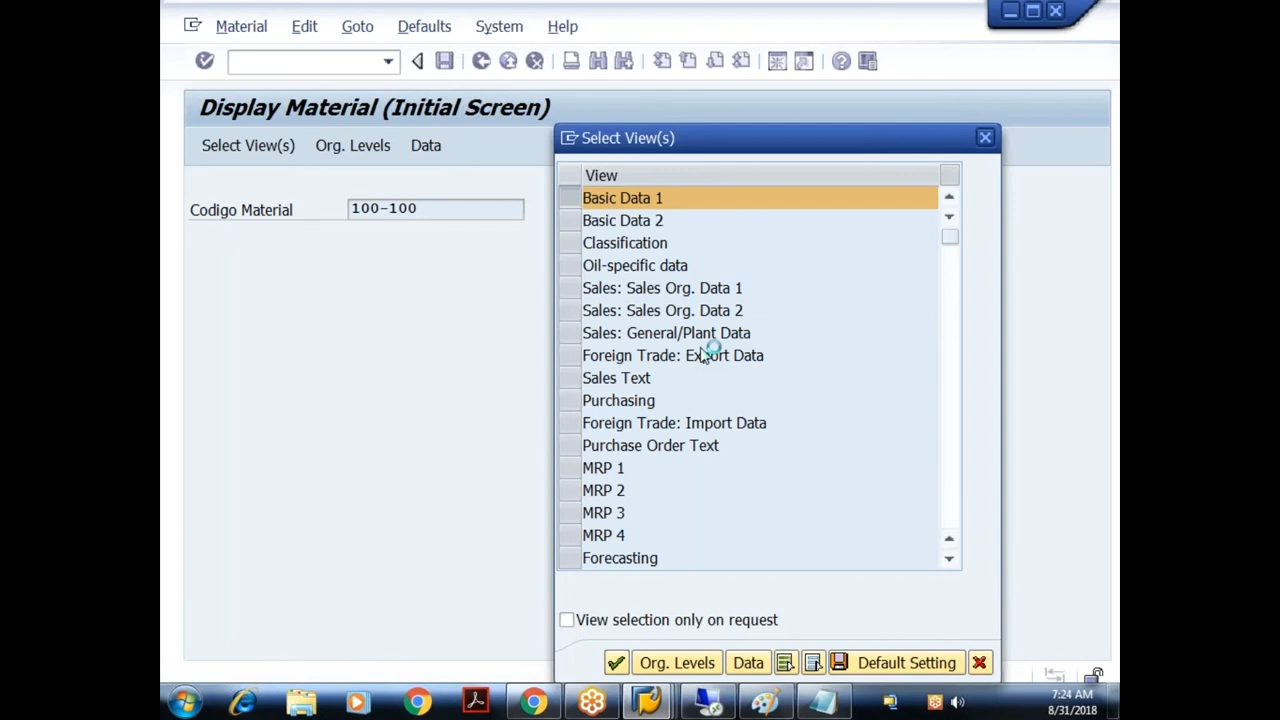 Material Edit Goto Defaults System Help
Display Material (Initial Screen)
Select View(s) Org. Levels Data
Codigo Material 100-100
Select View(s)
View
Basic Data 1
Basic Data 2
Classification
Oil-specific data
Sales: Sales Org. Data 1
Sales: Sales Org. Data 2
Sales: General/Plant Data
Foreign Trade: Export Data
Sales Text
Purchasing
Foreign Trade: Import Data
Purchase Order Text
MRP 1
MRP 2
MRP 3
MRP 4
Forecasting
View selection only on request
Org. Levels Data Default Setting
7:24 AM
8/31/2018